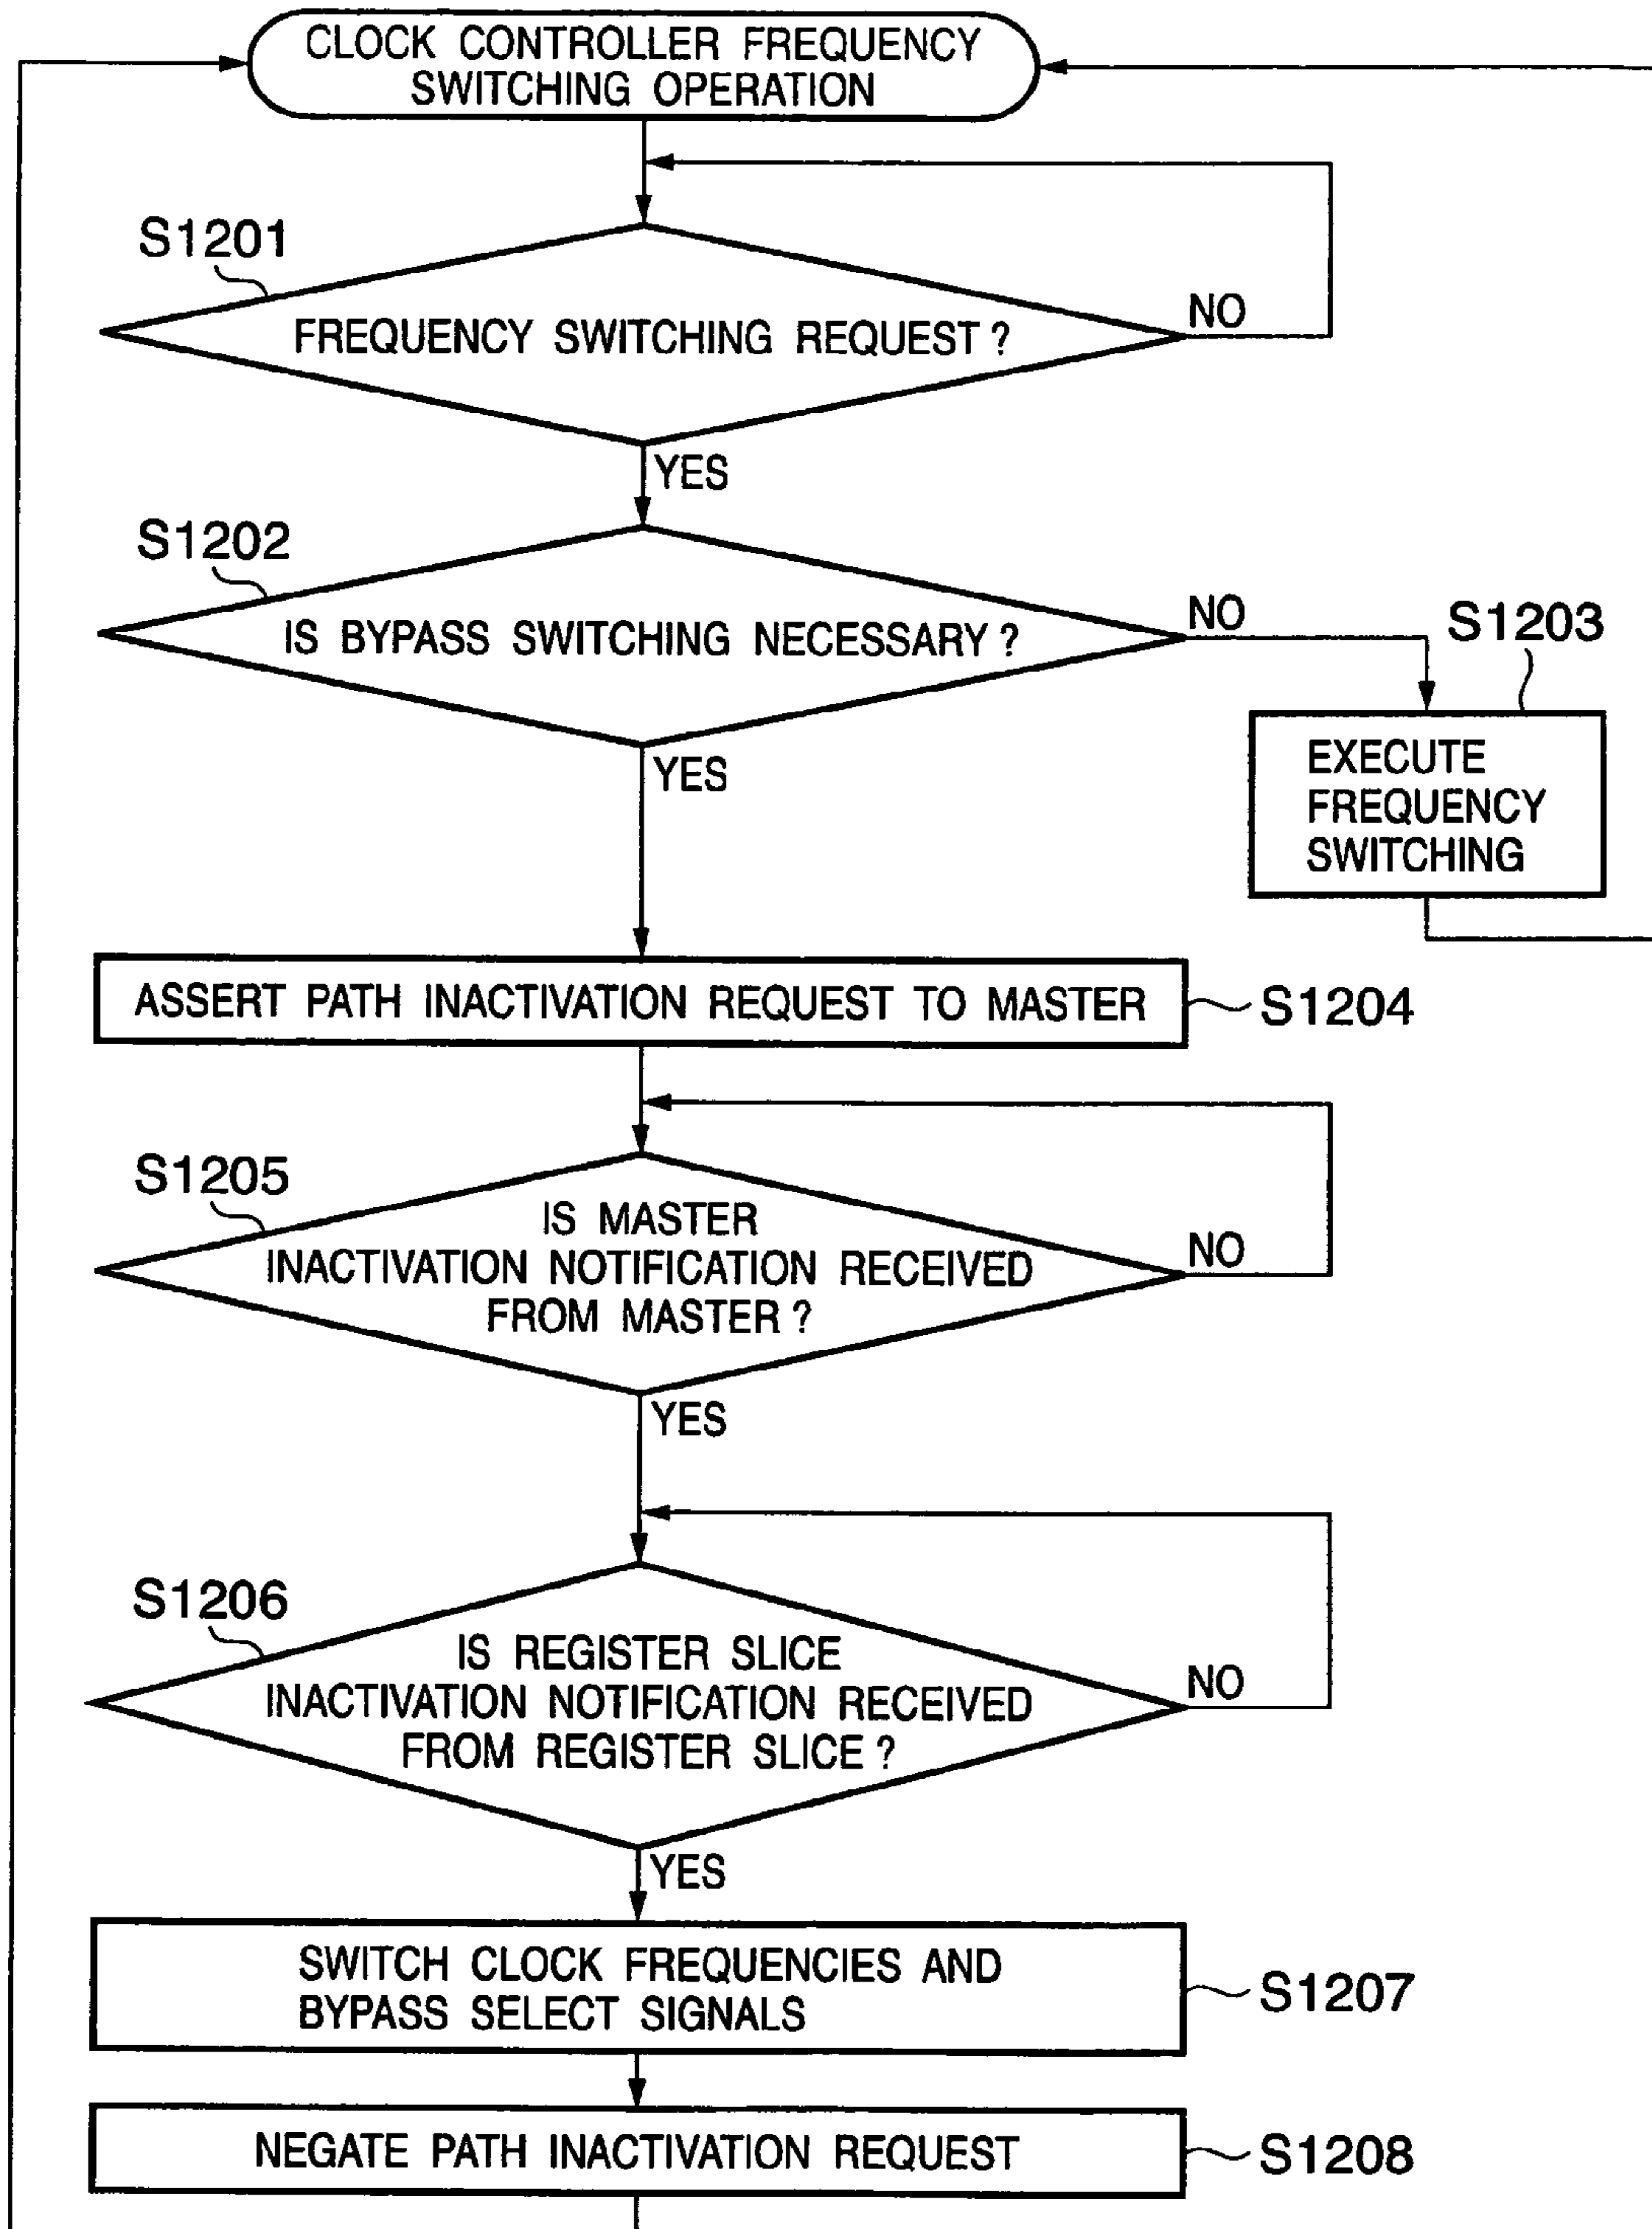 CLOCK CONTROLLER FREQUENCY
SWITCHING OPERATION
S1201
FREQUENCY SWITCHING REQUEST ?
NO
YES
S1202
IS BYPASS SWITCHING NECESSARY ?
NO
S1203
YES
EXECUTE
FREQUENCY
SWITCHING
ASSERT PATH INACTIVATION REQUEST TO MASTER
S1204
S1205
IS MASTER
INACTIVATION NOTIFICATION RECEIVED
FROM MASTER ?
NO
YES
S1206
IS REGISTER SLICE
INACTIVATION NOTIFICATION RECEIVED
FROM REGISTER SLICE ?
NO
YES
SWITCH CLOCK FREQUENCIES AND
BYPASS SELECT SIGNALS
S1207
NEGATE PATH INACTIVATION REQUEST
S1208